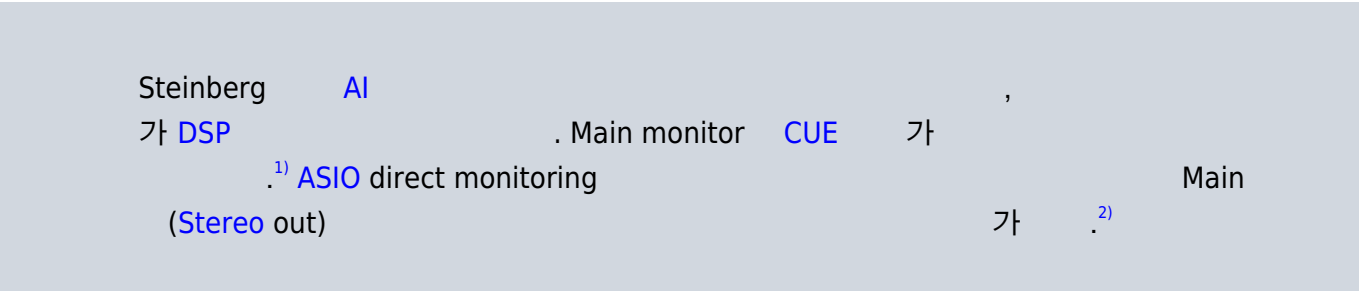 Steinberg AI ,
가 DSP . Main monitor CUE 가
.1) ASIO direct monitoring Main
(Stereo out) 가 .2)